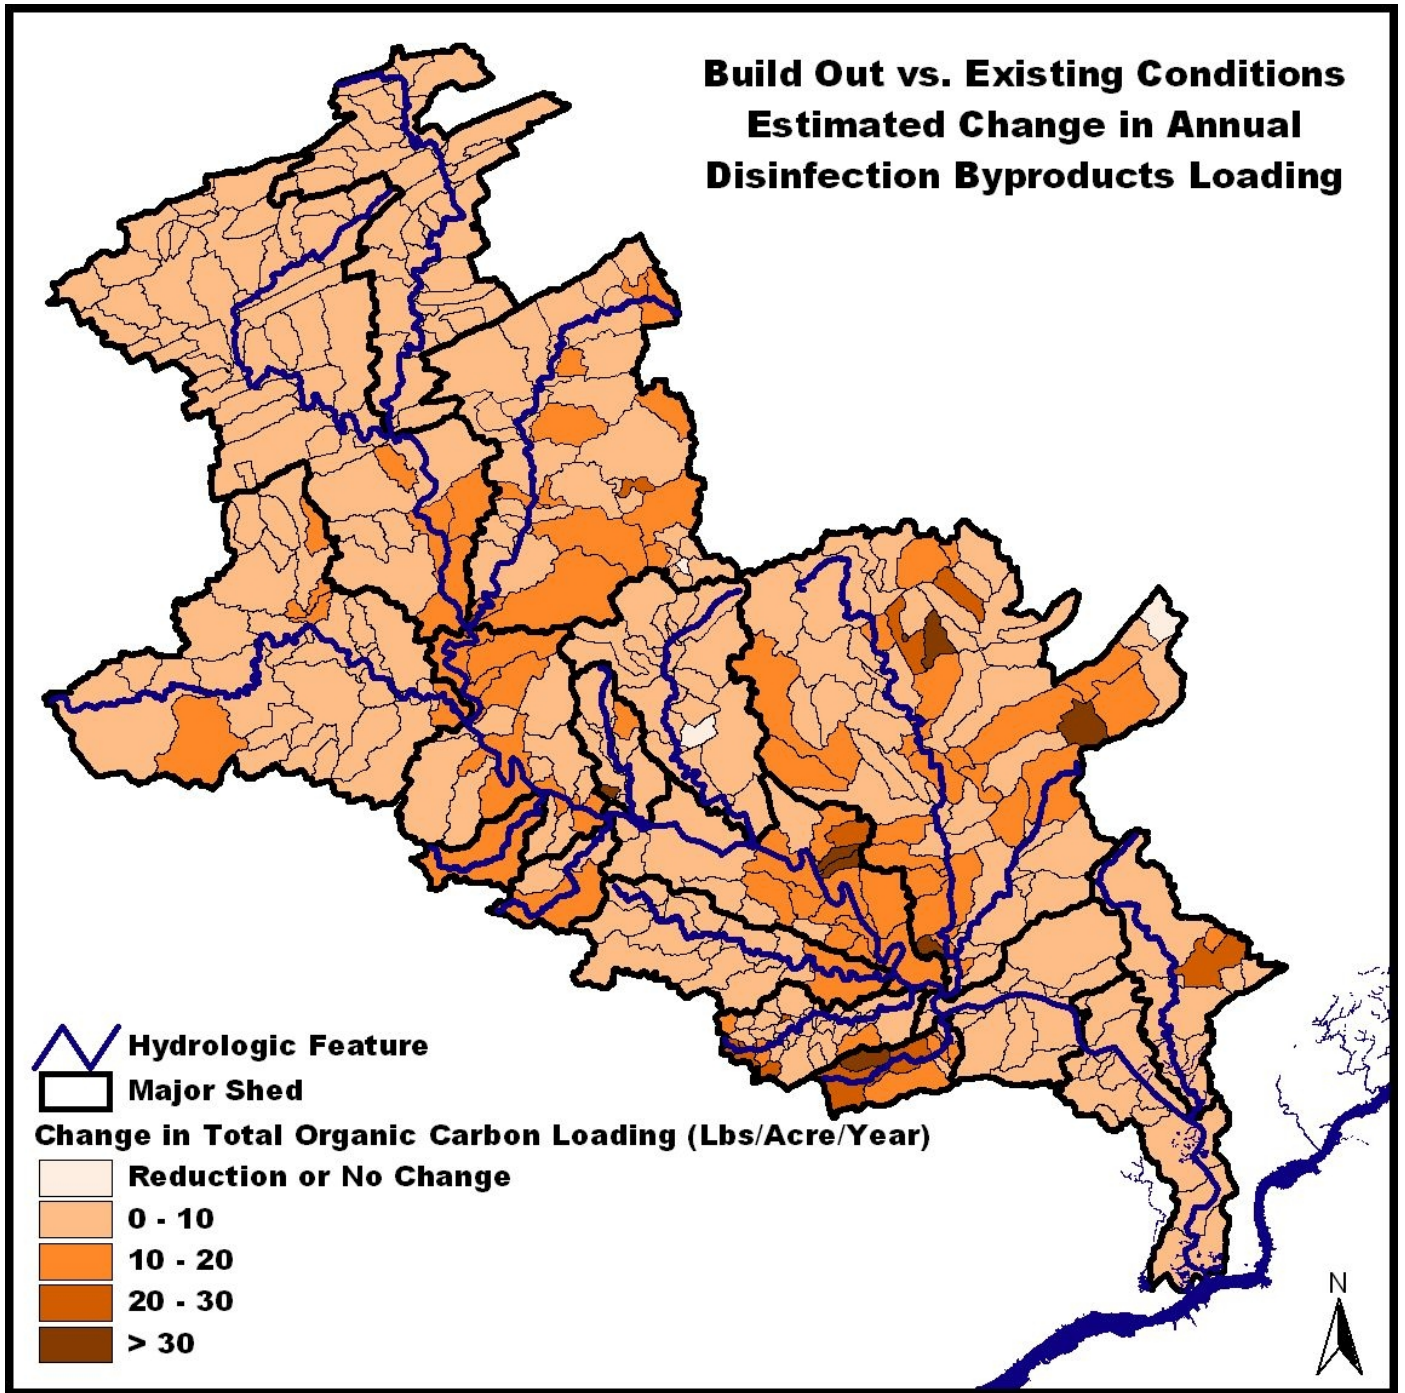 Build Out vs. Existing Conditions
Estimated Change in Annual
Disinfection Byproducts Loading
Hydrologic Feature
Major Shed
Change in Total Organic Carbon Loading (Lbs/Acre/Year)
Reduction or No Change
0 - 10
10 - 20
20 - 30
> 30
N